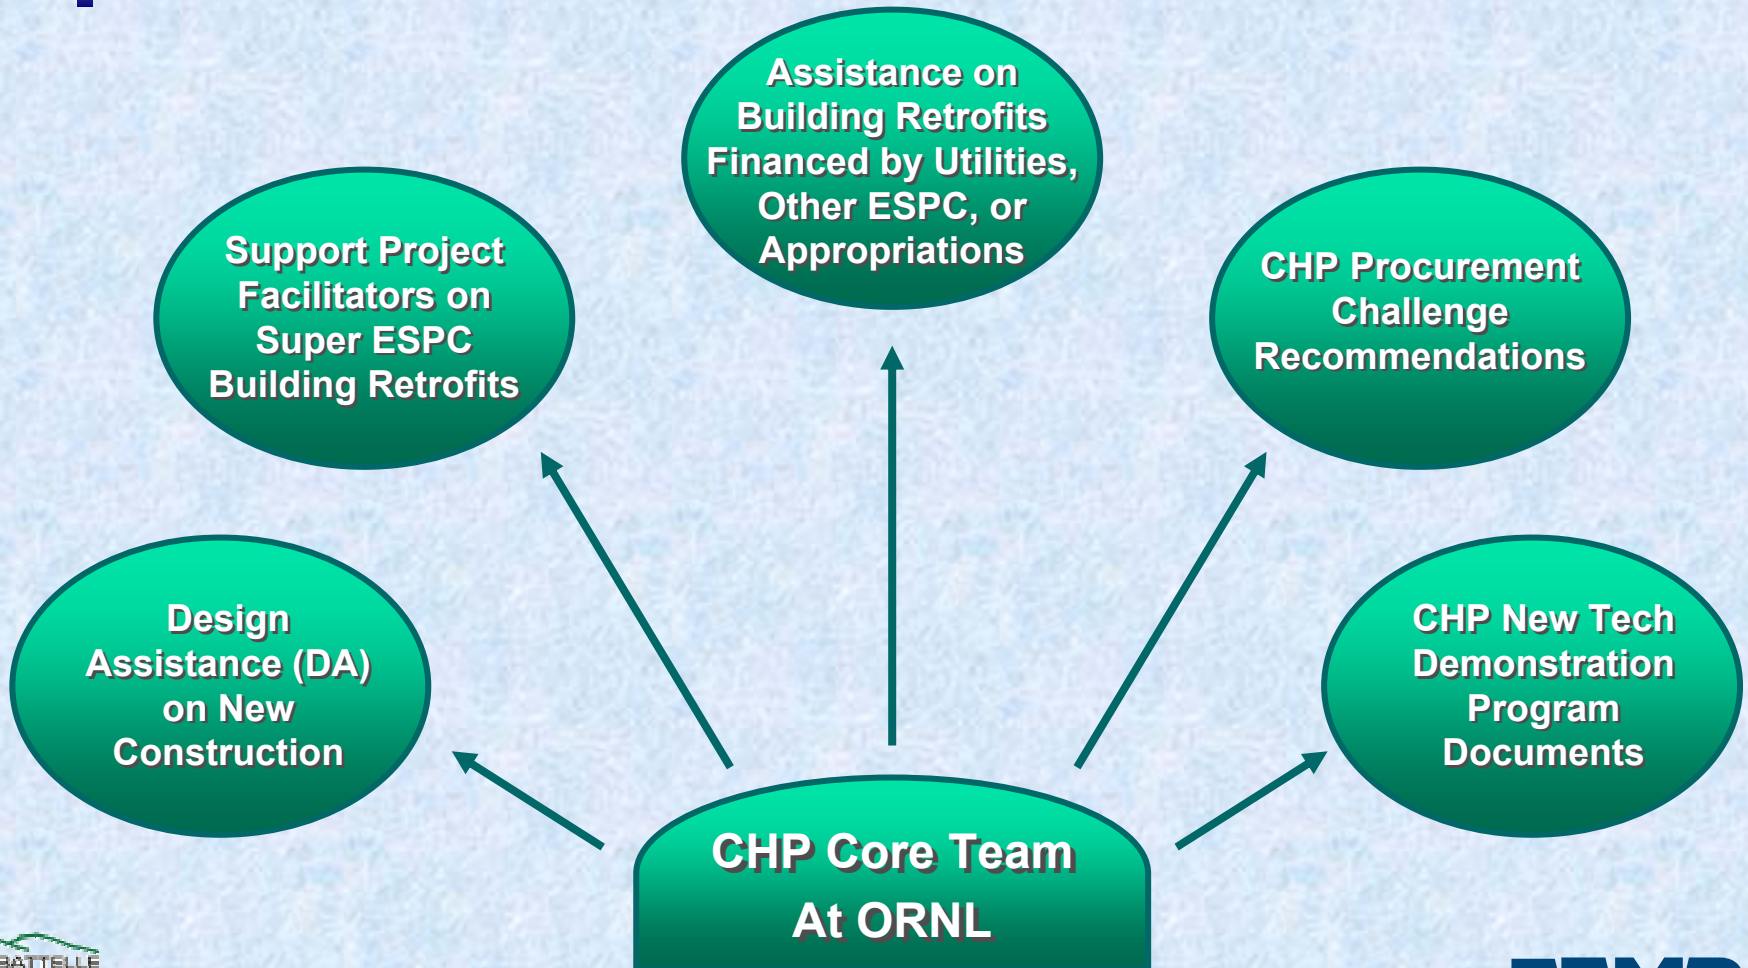 Assistance on
Building Retrofits
Financed by Utilities,
Other ESPC, or
Appropriations
Support Project
Facilitators on
Super ESPC
Building Retrofits
CHP Procurement
Challenge
Recommendations
Design
Assistance (DA)
on New
Construction
CHP New Tech
Demonstration
Program
Documents
CHP Core Team
At ORNL
BATTELLE